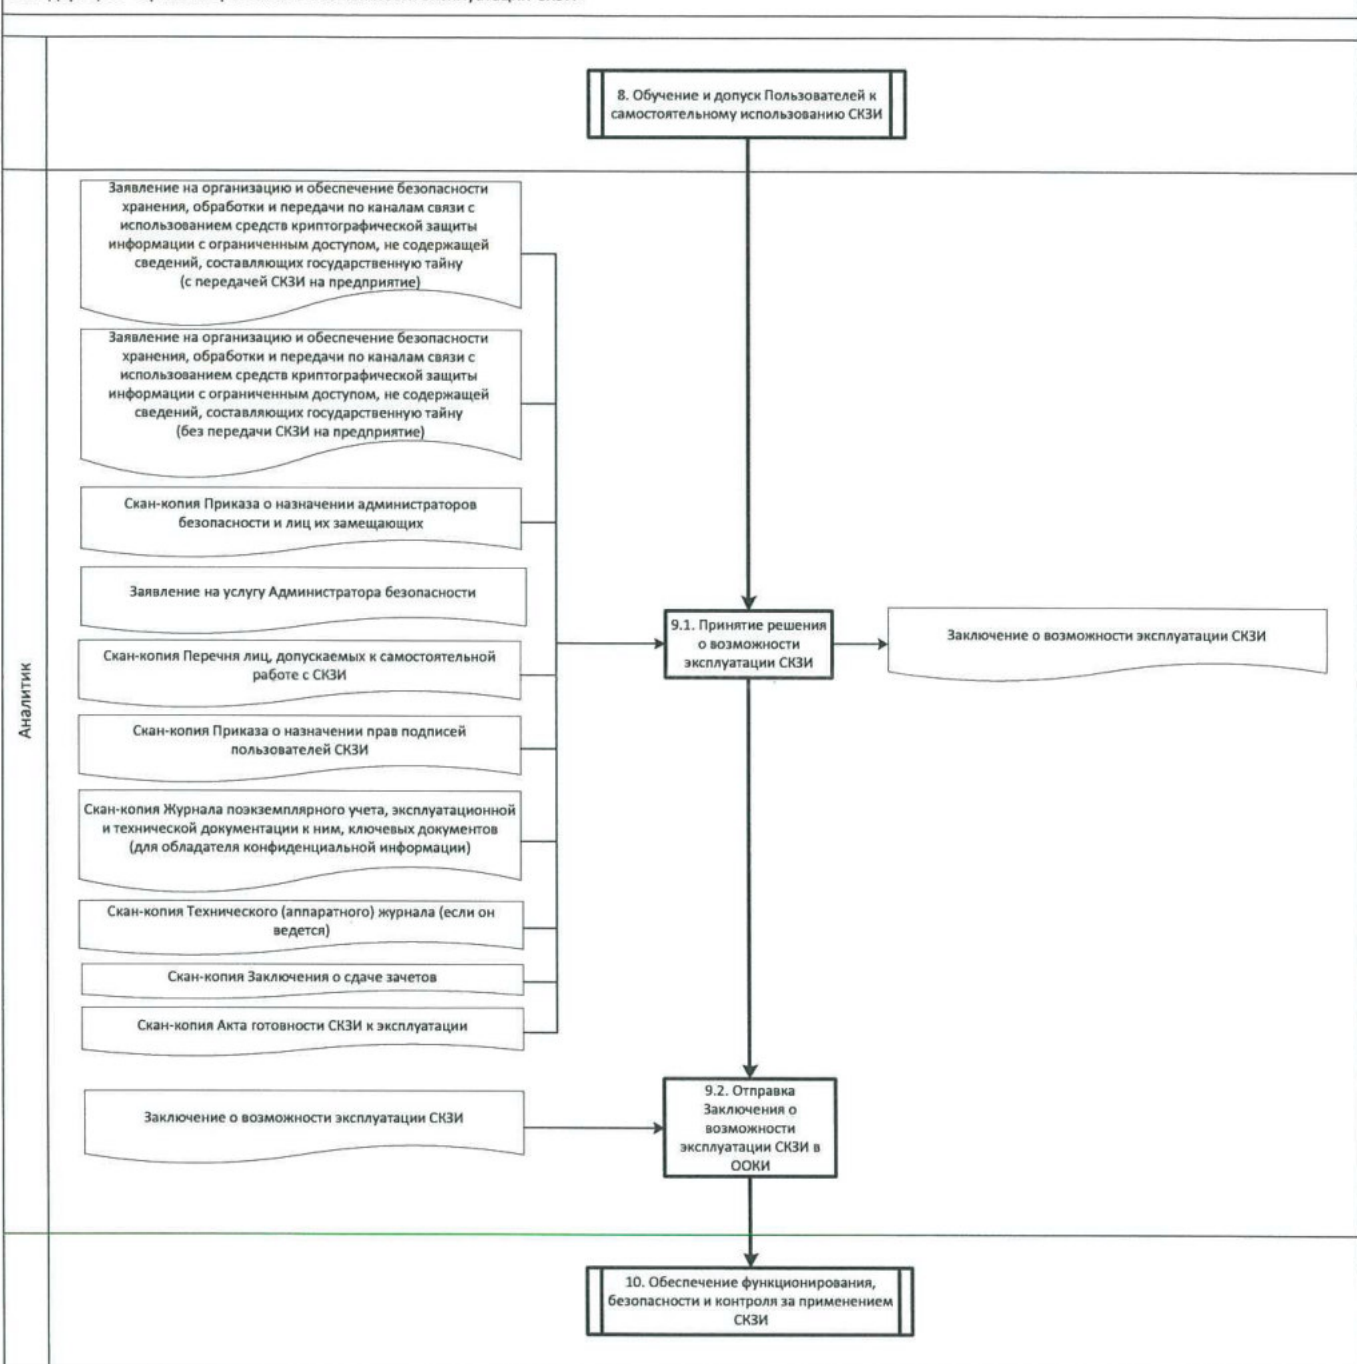 8. Обучение и допуск Пользователей к
самостоятельному использованию СКЗИ
Аналитик
Заявление на организацию и обеспечение безопасности
хранения, обработки и передачи по каналам связи с
использованием средств криптографической защиты
информации с ограниченным доступом, не содержащей
сведений, составляющих государственную тайну
(с передачей СКЗИ на предприятие)
Заявление на организацию и обеспечение безопасности
хранения, обработки и передачи по каналам связи с
использованием средств криптографической защиты
информации с ограниченным доступом, не содержащей
сведений, составляющих государственную тайну
(без передачи СКЗИ на предприятие)
Скан-копия Приказа о назначении администраторов
безопасности и лиц их замещающих
Заявление на услугу Администратора безопасности
Скан-копия Перечня лиц, допускаемых к самостоятельной
работе с СКЗИ
Скан-копия Приказа о назначении прав подписей
пользователей СКЗИ
Скан-копия Журнала поэкземплярного учета, эксплуатационной
и технической документации к ним, ключевых документов
(для обладателя конфиденциальной информации)
Скан-копия Технического (аппаратного) журнала (если он
ведется)
Скан-копия Заключения о сдаче зачетов
Скан-копия Акта готовности СКЗИ к эксплуатации
9.1. Принятие решения
о возможности
эксплуатации СКЗИ
Заключение о возможности эксплуатации СКЗИ
Заключение о возможности эксплуатации СКЗИ
9.2. Отправка
Заключения о
возможности
эксплуатации СКЗИ в
ООКИ
10. Обеспечение функционирования,
безопасности и контроля за применением
СКЗИ